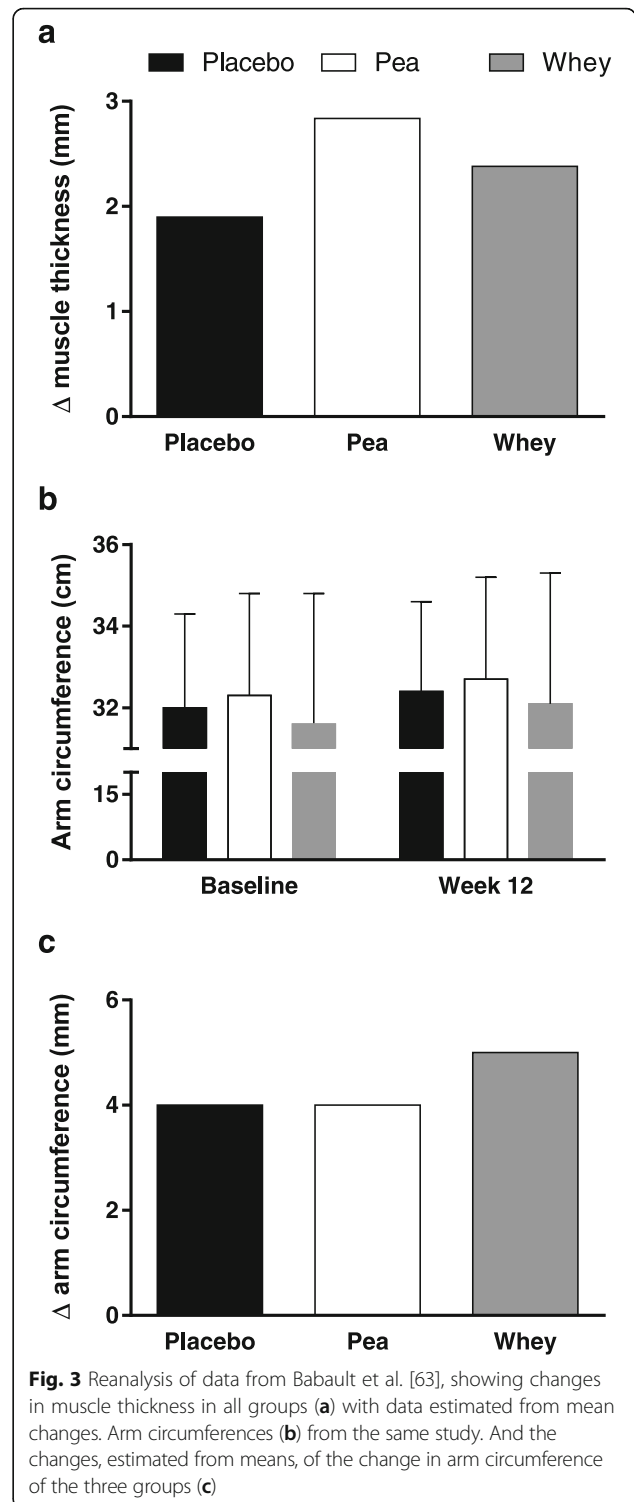 a
Placebo Pea Whey
Δ muscle thickness (mm)
3
2
1
0
Placebo Pea Whey
b
Arm circumference (cm)
36
34
32
15
0
Baseline Week 12
c
Δ arm circumference (mm)
6
4
2
0
Placebo Pea Whey
Fig. 3 Reanalysis of data from Babault et al. [63], showing changes
in muscle thickness in all groups (a) with data estimated from mean
changes. Arm circumferences (b) from the same study. And the
changes, estimated from means, of the change in arm circumference
of the three groups (c)